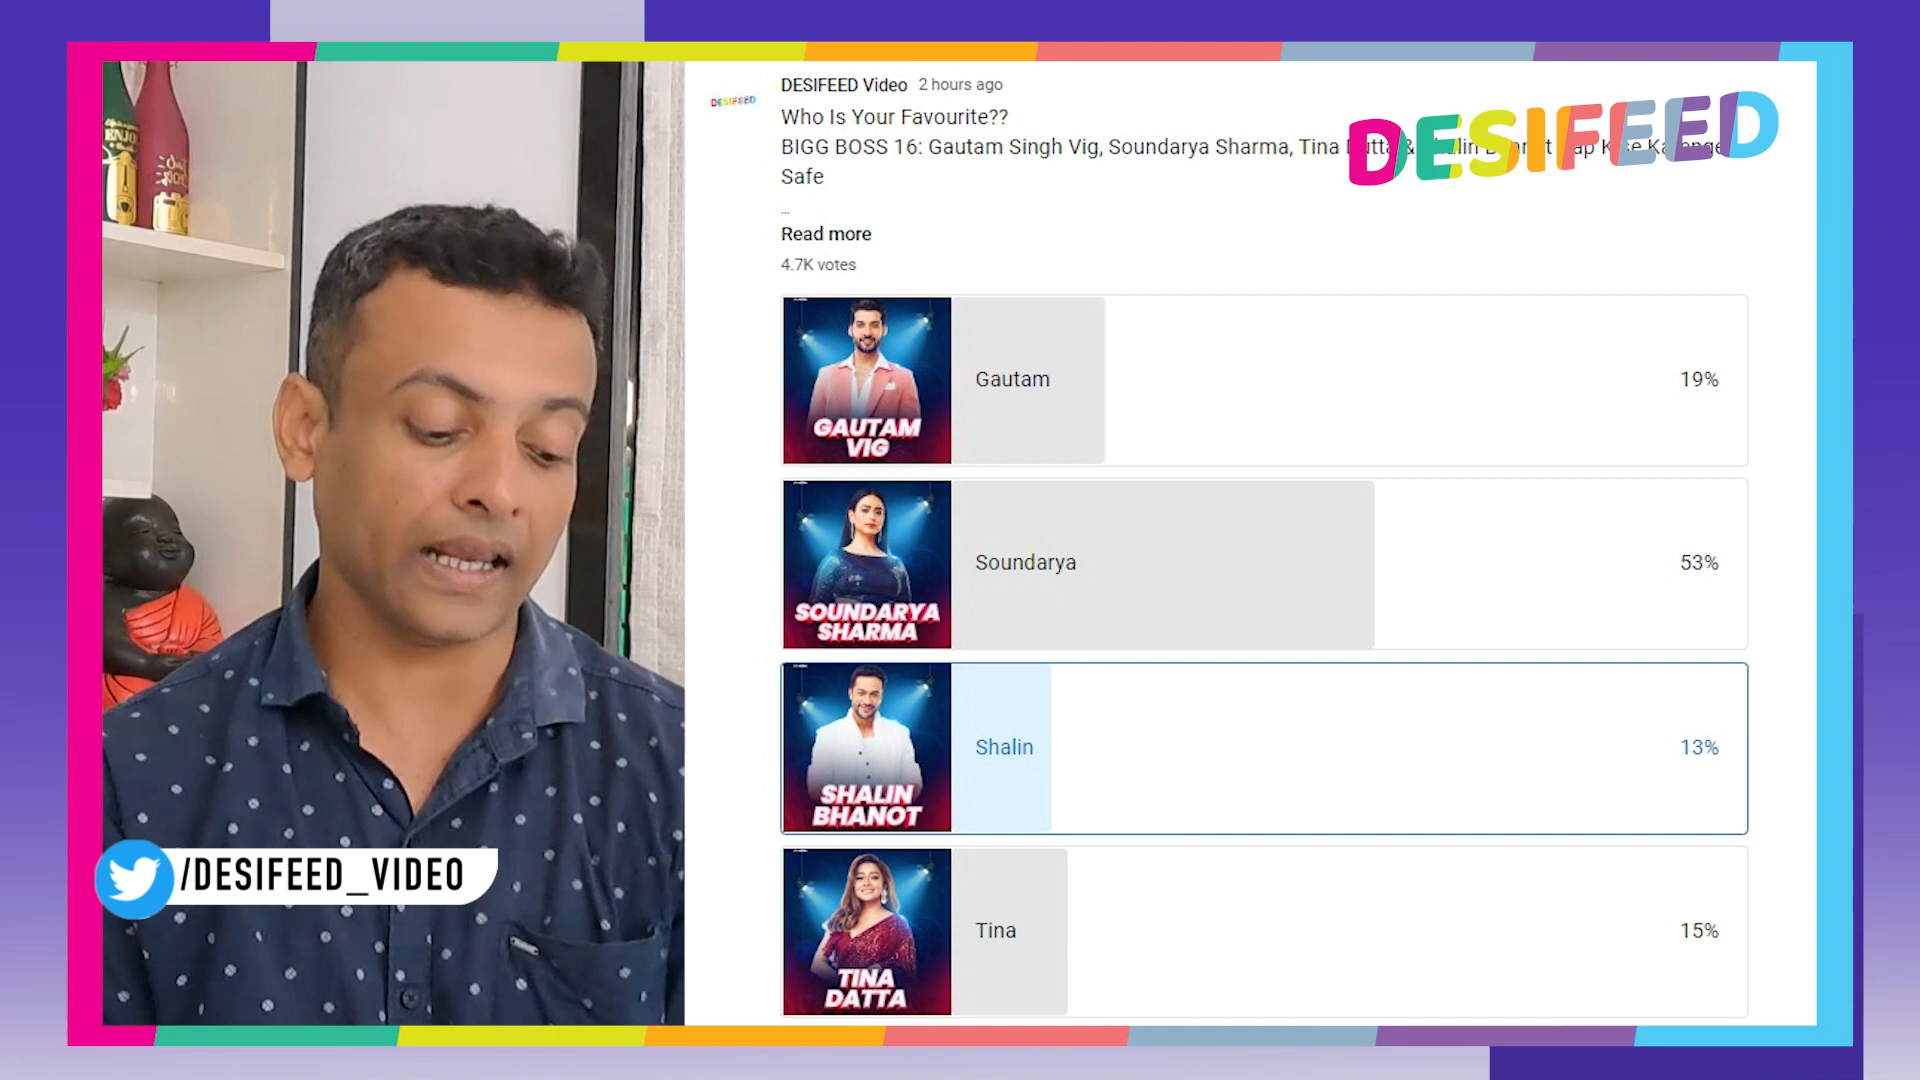 DESIFEED Video 2 hours ago
DESIFEED
Who Is Your Favourite??
BIGG BOSS 16: Gautam Singh Vig, Soundarya Sharma, Tina
Safe
...
Read more
4.7K votes
DESIFEED
GAUTAM
VIG
Gautam
19%
SOUNDARYA
SHARMA
Soundarya
53%
SHALIN
BHANOT
Shalin
13%
TINA
DATTA
Tina
15%
ENJOY
/DESIFEED_VIDEO